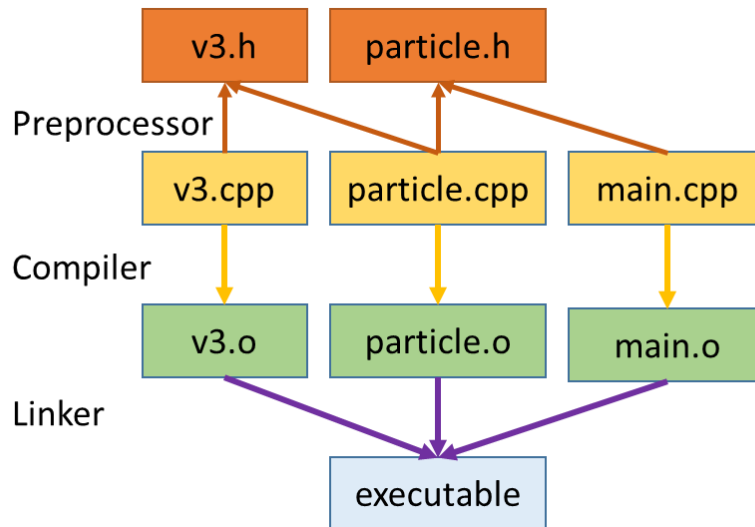 v3.h
particle.h
Preprocessor
v3.cpp
particle.cpp
main.cpp
Compiler
v3.o
particle.o
main.o
Linker
executable